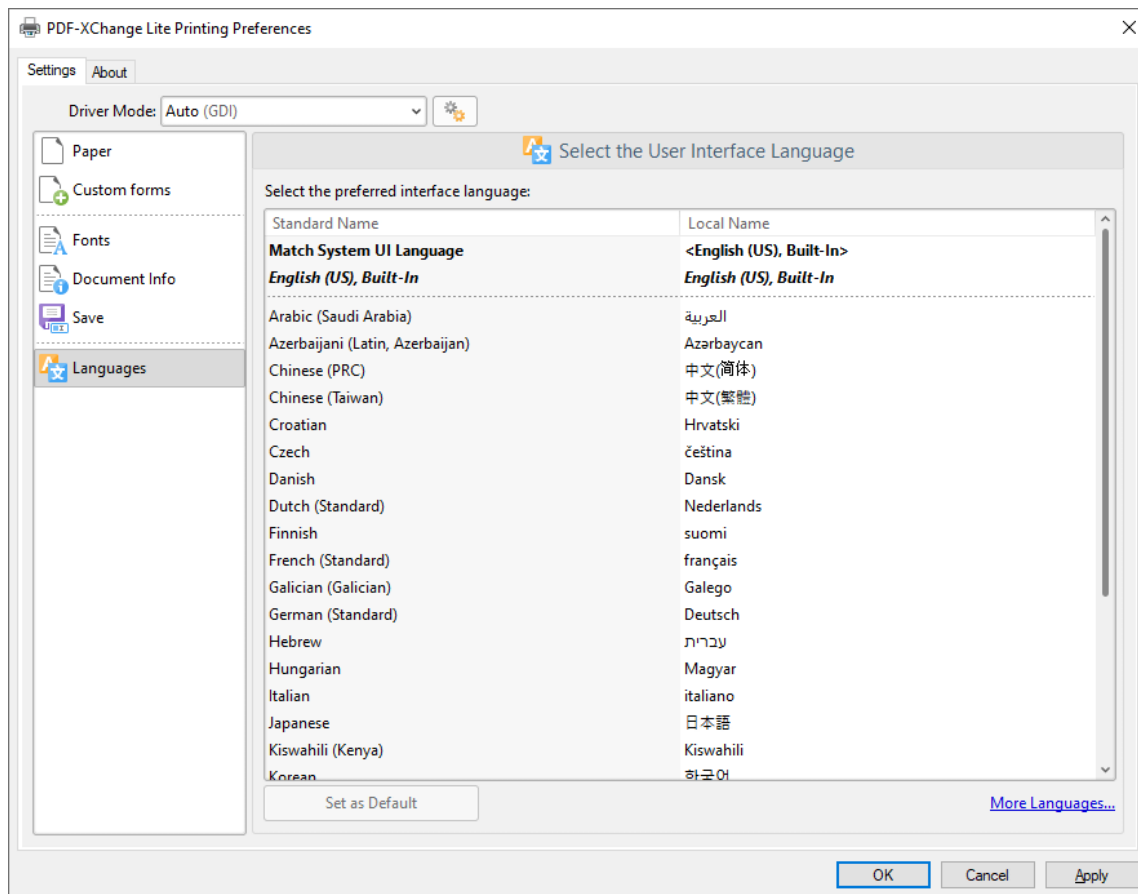 PDF-XChange Lite Printing Preferences
Settings About
Driver Mode: Auto (GDI)
Paper
Custom forms
Fonts
Document Info
Save
Languages
Select the User Interface Language
Select the preferred interface language:
Standard Name Local Name
Match System UI Language <English (US), Built-In>
English (US), Built-In English (US), Built-In
Arabic (Saudi Arabia) العربية
Azerbaijani (Latin, Azerbaijan) Azərbaycan
Chinese (PRC) 中文(简体)
Chinese (Taiwan) 中文(繁體)
Croatian Hrvatski
Czech čeština
Danish Dansk
Dutch (Standard) Nederlands
Finnish suomi
French (Standard) français
Galician (Galician) Galego
German (Standard) Deutsch
Hebrew עברית
Hungarian Magyar
Italian italiano
Japanese 日本語
Kiswahili (Kenya) Kiswahili
Korean 한국어
Set as Default More Languages...
OK Cancel Apply